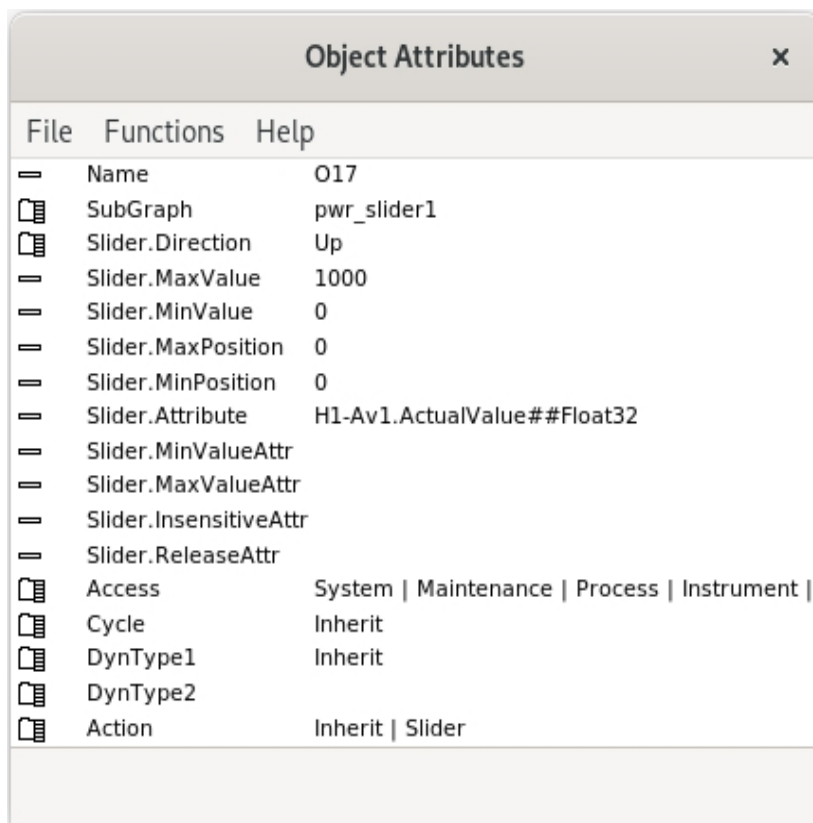 Object Attributes ×
File Functions Help
Name O17
SubGraph pwr_slider1
Slider.Direction Up
Slider.MaxValue 1000
Slider.MinValue 0
Slider.MaxPosition 0
Slider.MinPosition 0
Slider.Attribute H1-Av1.ActualValue##Float32
Slider.MinValueAttr
Slider.MaxValueAttr
Slider.InsensitiveAttr
Slider.ReleaseAttr
Access System | Maintenance | Process | Instrument |
Cycle Inherit
DynType1 Inherit
DynType2
Action Inherit | Slider